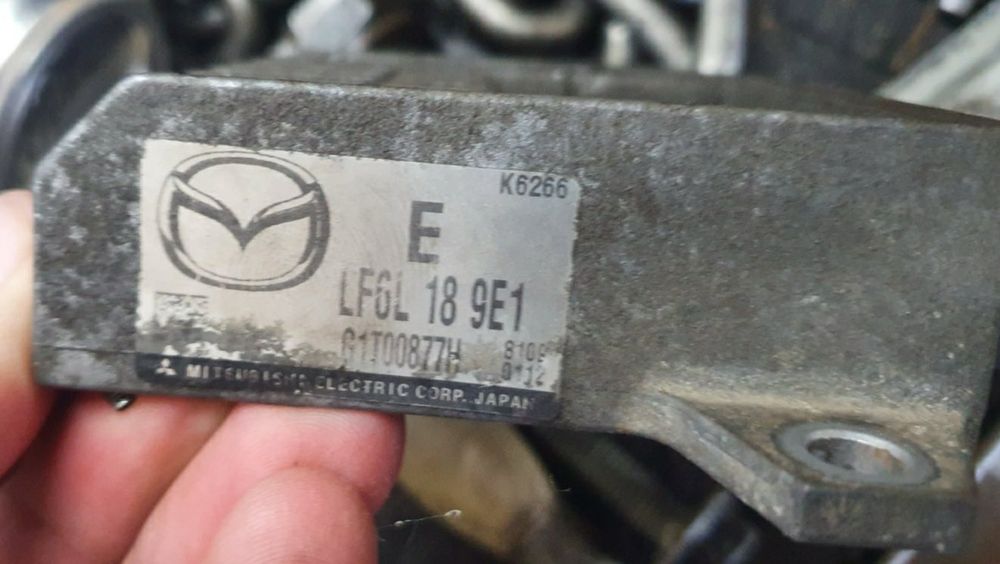 K6266
E
LF6L 18 9E1
G1T00877H
MITSUBISHI ELECTRIC CORP. JAPAN